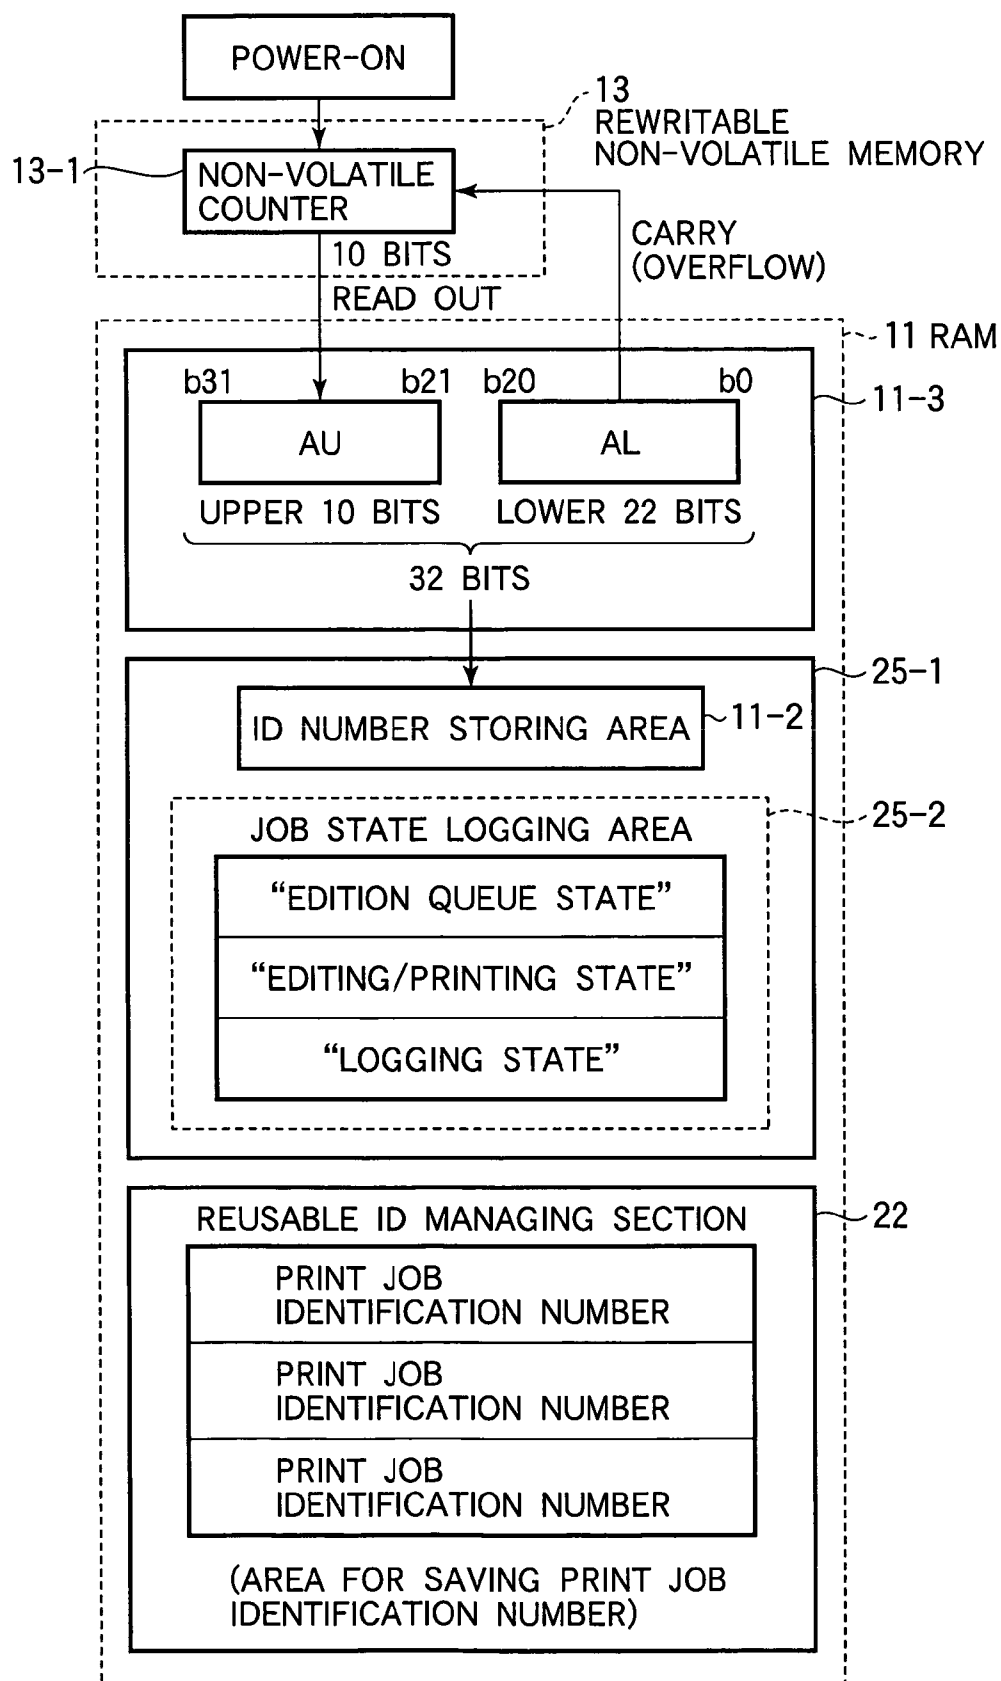 POWER-ON
13
REWRITABLE
NON-VOLATILE MEMORY
13-1
NON-VOLATILE
COUNTER
10 BITS
READ OUT
CARRY
(OVERFLOW)
11 RAM
11-3
b31 b21 b20 b0
AU AL
UPPER 10 BITS LOWER 22 BITS
32 BITS
25-1
ID NUMBER STORING AREA
11-2
25-2
JOB STATE LOGGING AREA
“EDITION QUEUE STATE”
“EDITING/PRINTING STATE”
“LOGGING STATE”
22
REUSABLE ID MANAGING SECTION
PRINT JOB
IDENTIFICATION NUMBER
PRINT JOB
IDENTIFICATION NUMBER
PRINT JOB
IDENTIFICATION NUMBER
(AREA FOR SAVING PRINT JOB
IDENTIFICATION NUMBER)